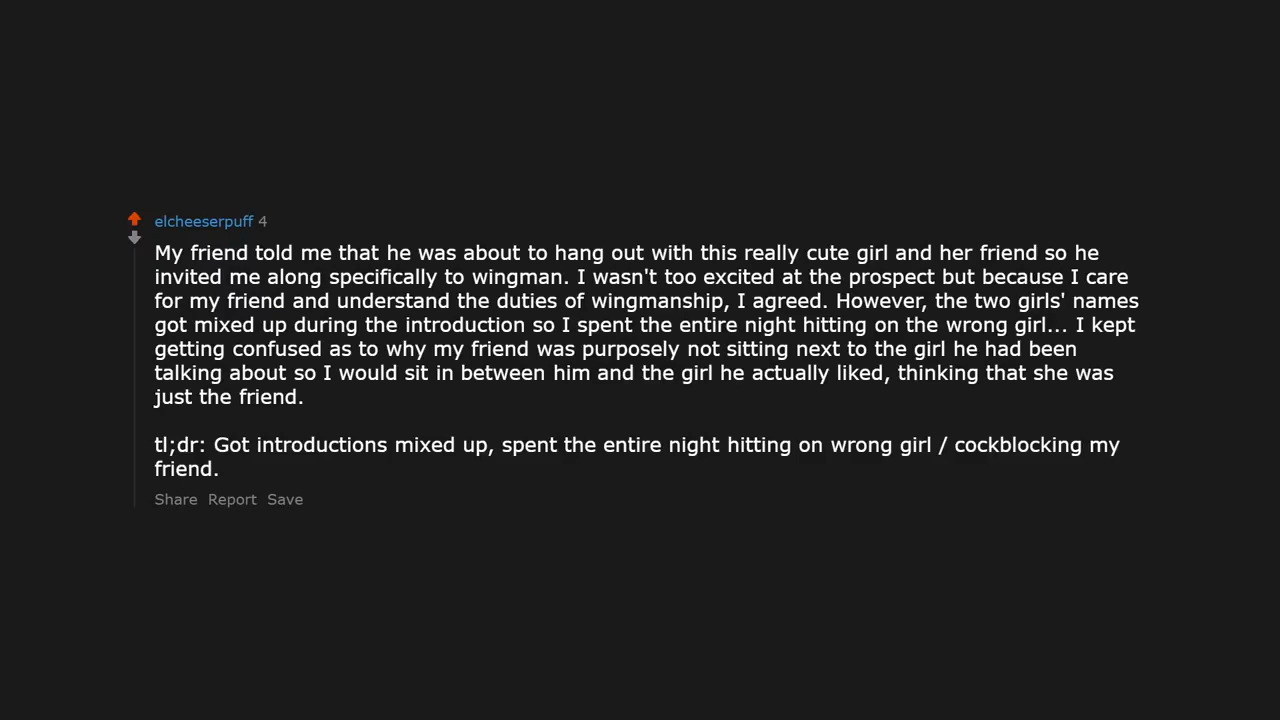 elcheeserpuff 4
My friend told me that he was about to hang out with this really cute girl and her friend so he
invited me along specifically to wingman. I wasn't too excited at the prospect but because I care
for my friend and understand the duties of wingmanship, I agreed. However, the two girls' names
got mixed up during the introduction so I spent the entire night hitting on the wrong girl... I kept
getting confused as to why my friend was purposely not sitting next to the girl he had been
talking about so I would sit in between him and the girl he actually liked, thinking that she was
just the friend.
tl;dr: Got introductions mixed up, spent the entire night hitting on wrong girl / cockblocking my
friend.
Share Report Save